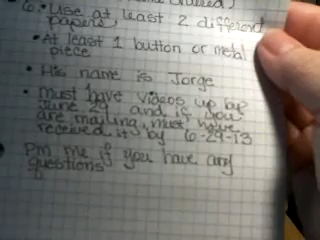 6. Use at least 2 different
papers
• At least 1 button or metal
piece
• His name is Jorge
• must have videos up by
June 29 and if you
are mailing, must have
received it by 6-29-13
Pm me if you have any
questions